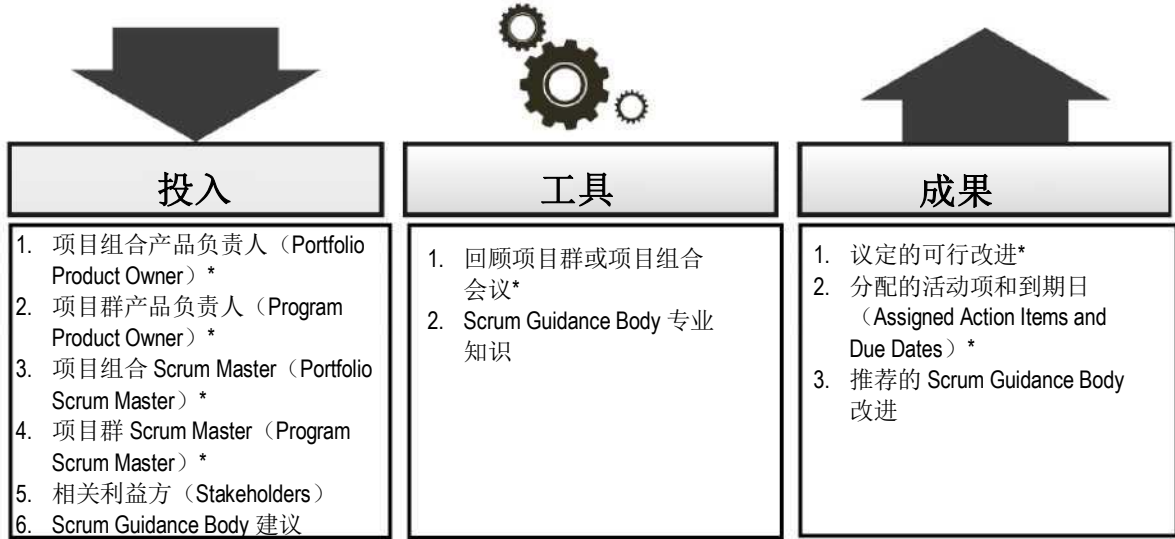 投入
1. 项目组合产品负责人（Portfolio
Product Owner）*
2. 项目群产品负责人（Program
Product Owner）*
3. 项目组合 Scrum Master（Portfolio
Scrum Master）*
4. 项目群 Scrum Master（Program
Scrum Master）*
5. 相关利益方（Stakeholders）
6. Scrum Guidance Body 建议
工具
1. 回顾项目群或项目组合
会议*
2. Scrum Guidance Body 专业
知识
成果
1. 议定的可行改进*
2. 分配的活动项和到期日
（Assigned Action Items and
Due Dates）*
3. 推荐的 Scrum Guidance Body
改进